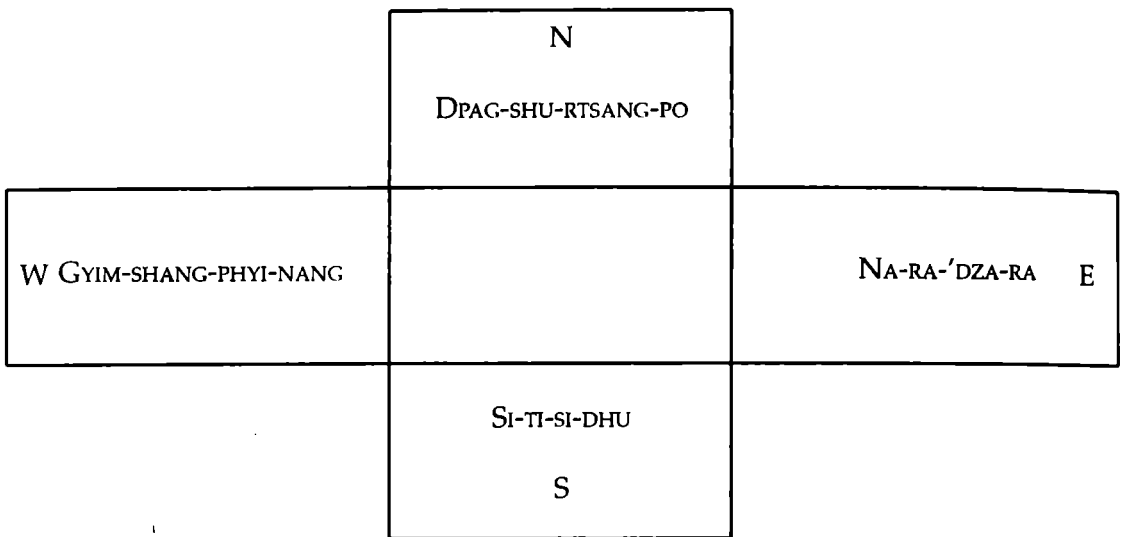 N
DPAG-SHU-RTSANG-PO
W GYIM-SHANG-PHYI-NANG
NA-RA-'DZA-RA E
SI-TI-SI-DHU
S